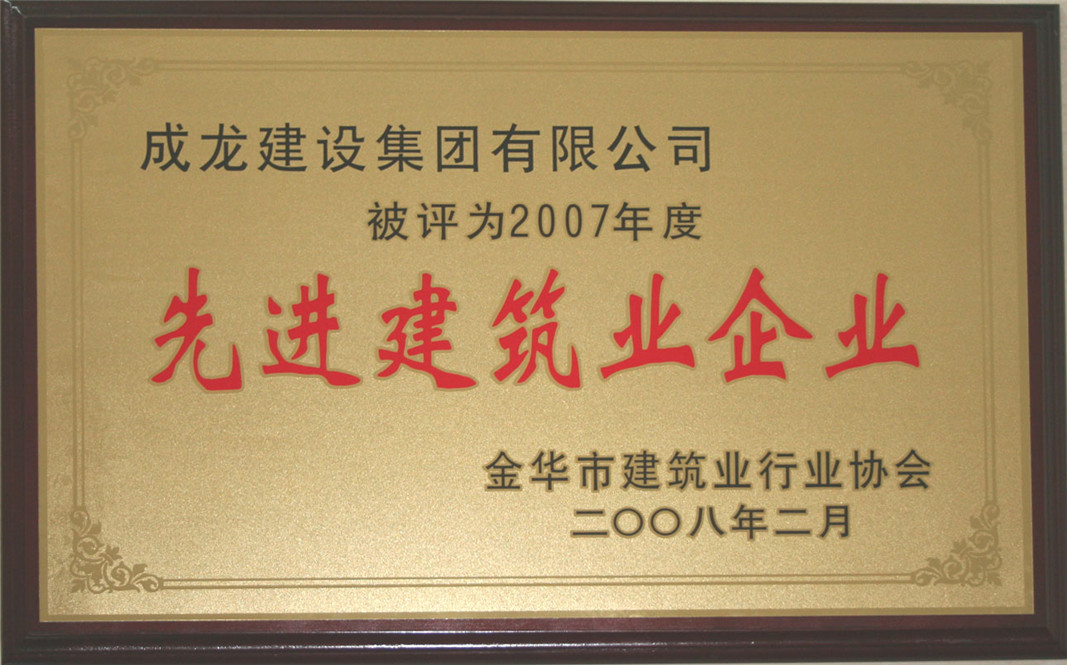 成龙建设集团有限公司
被评为2007年度
先进建筑业企业
金华市建筑业行业协会
二〇〇八年二月